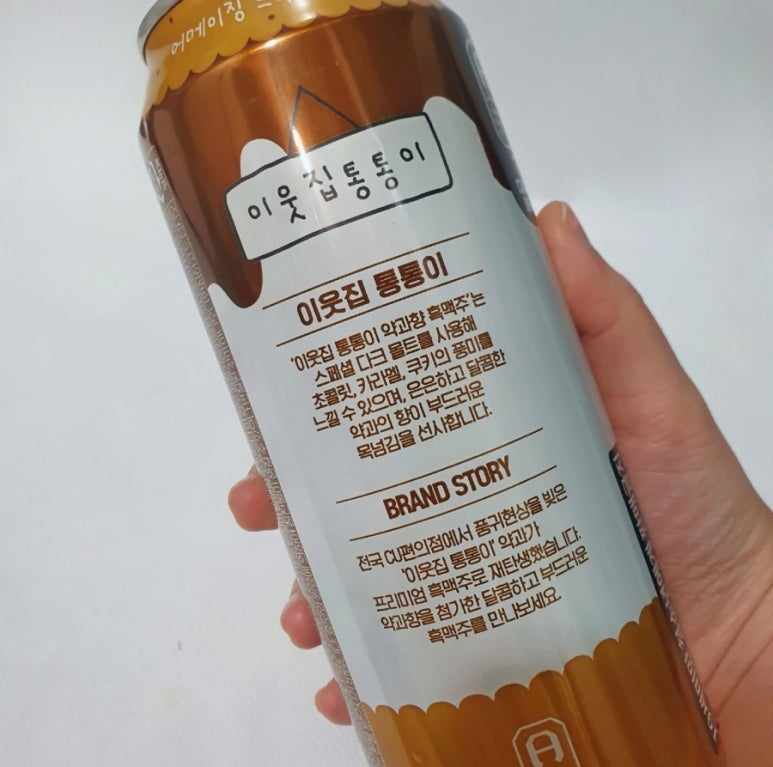 어메이징
이웃집통통이
이웃집 통통이
'이웃집 통통이 약과향 흑맥주'는
스페셜 다크 몰트를 사용해
초콜릿, 카라멜, 쿠키의 풍미를
느낄 수 있으며, 은은하고 달콤한
약과의 향이 부드러운
목넘김을 선사합니다.
BRAND STORY
전국 CU편의점에서 품귀현상을 빚은
'이웃집 통통이' 약과가
프리미엄 흑맥주로 재탄생했습니다.
약과향을 첨가한 달콤하고 부드러운
흑맥주를 만나보세요.
A